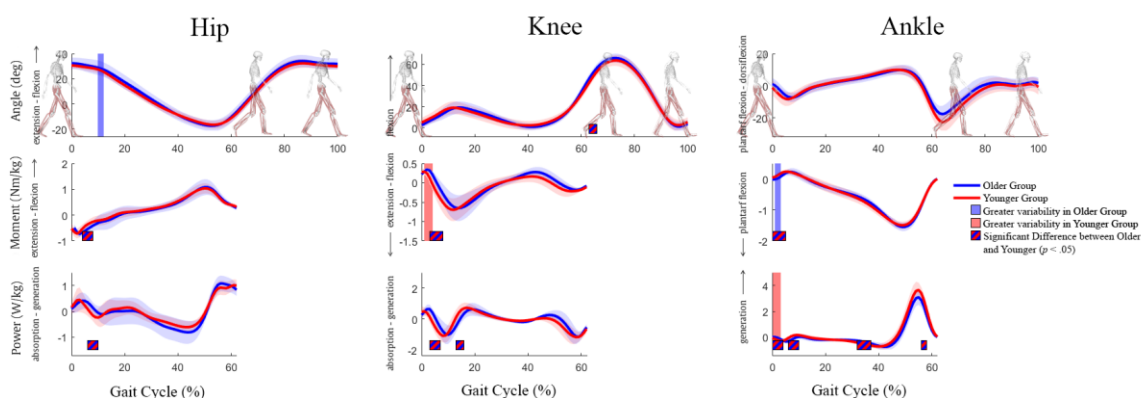 Hip Knee Ankle
Angle (deg)
extension - flexion
40
20
0
-20
0 20 40 60 80 100
flexion
60
40
20
0
0 20 40 60 80 100
plantarf flexion - dorsiflexion
20
0
-20
0 20 40 60 80 100
Moment (Nm/kg)
extension - flexion
2
1
0
-1
0 20 40 60
extension - flexion
0.5
0
-0.5
-1
-1.5
0 20 40 60
plantarf flexion
0
-1
-2
0 20 40 60
Older Group
Younger Group
Greater variability in Older Group
Greater variability in Younger Group
Significant Difference between Older
and Younger (p < .05)
Power (W/kg)
absorption - generation
1
0
-1
0 20 40 60
absorption - generation
2
0
-2
0 20 40 60
generation
4
2
0
0 20 40 60
Gait Cycle (%) Gait Cycle (%) Gait Cycle (%)